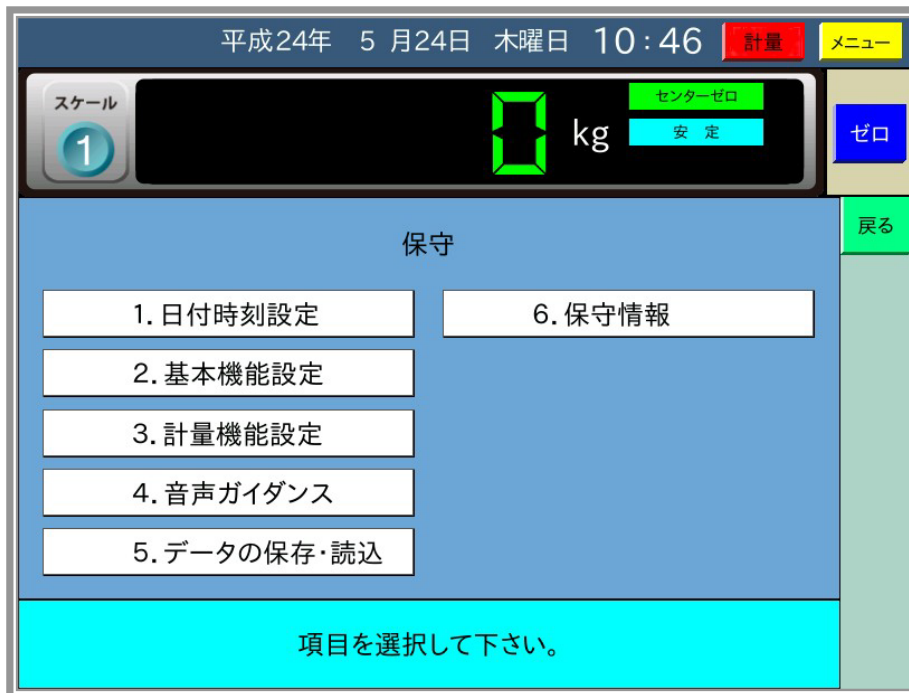 平成24年 5月24日 木曜日 10:46 計量 メニュー
スケール
1
0 kg
センターゼロ
安 定
ゼロ
戻る
保守
1.日付時刻設定
2.基本機能設定
3.計量機能設定
4.音声ガイダンス
5.データの保存・読込
6.保守情報
項目を選択して下さい。